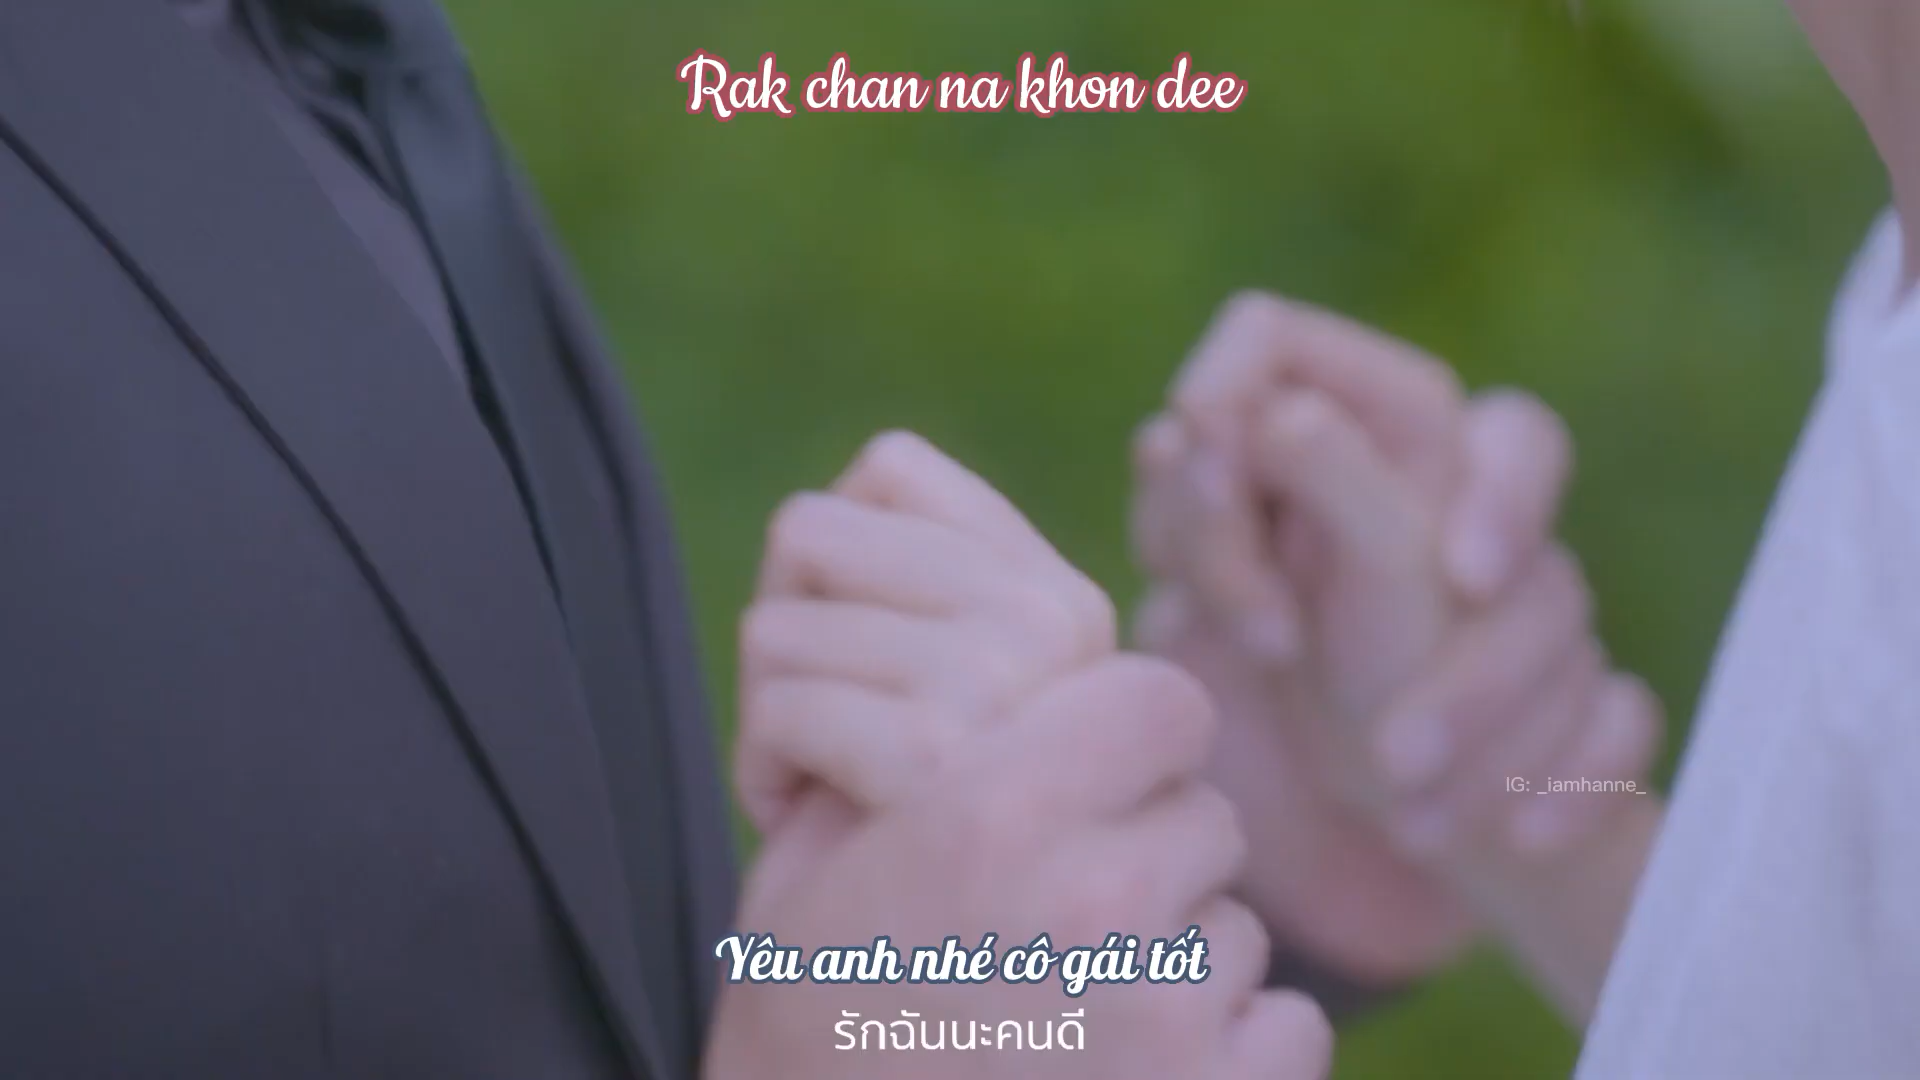 Rak chan na khon dee
IG: _iamhanne_
Yêu anh nhé cô gái tốt
รักฉันนะคนดี